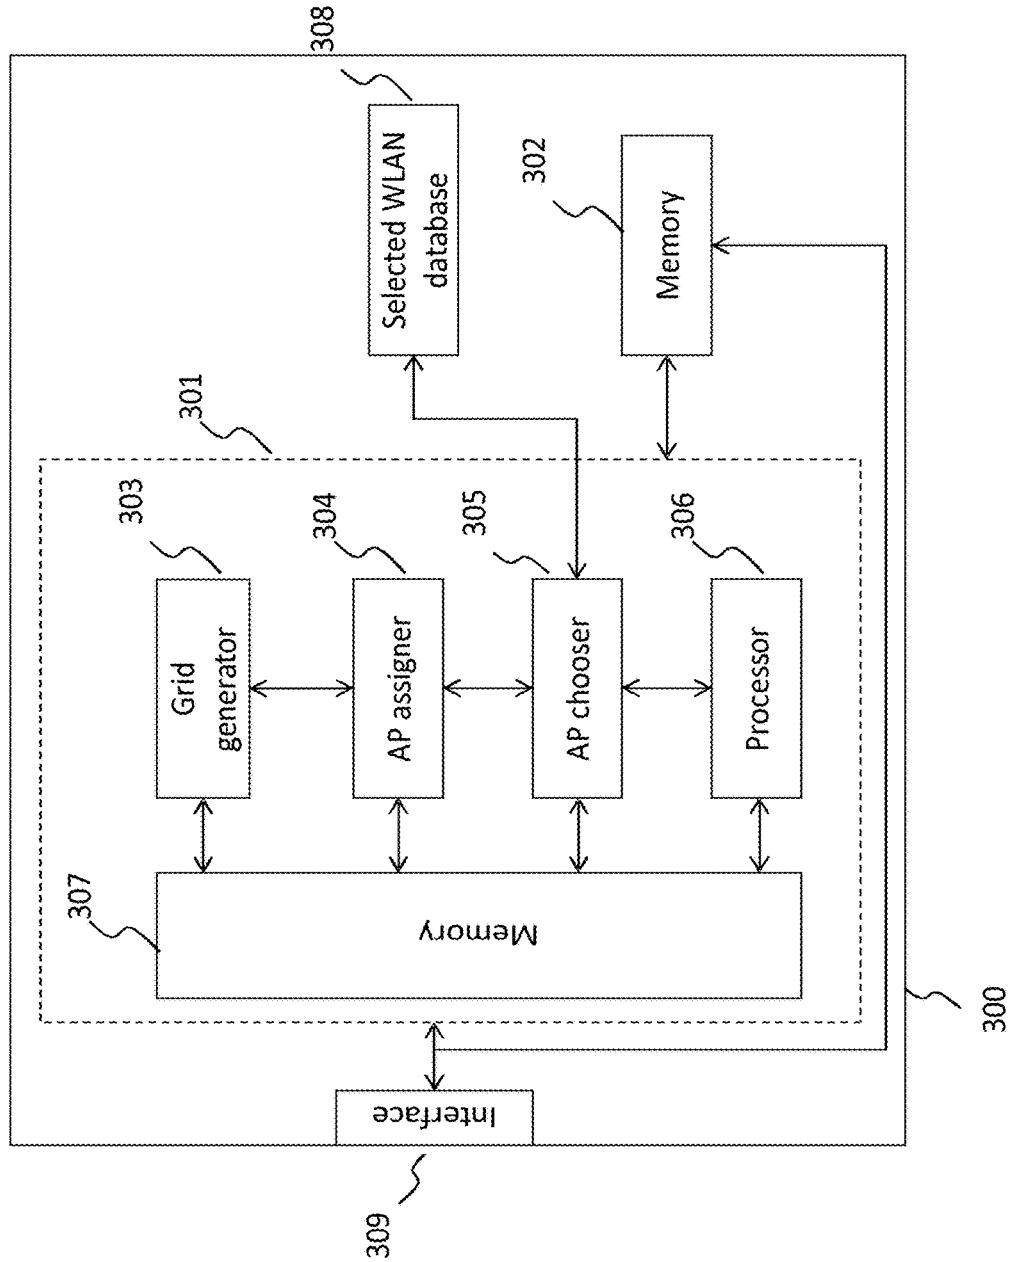 300
309
Interface
307
Memory
301
303
Grid
generator
304
AP assigner
305
AP chooser
306
Processor
308
Selected WLAN
database
302
Memory